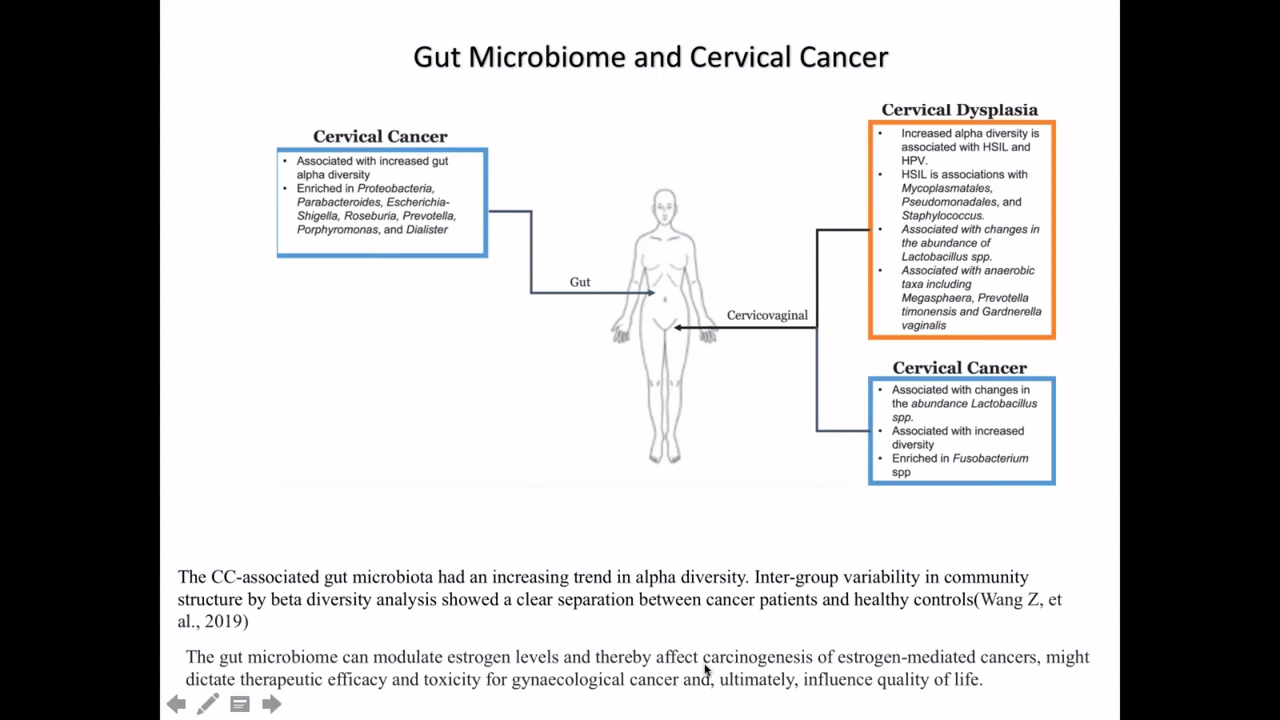 Gut Microbiome and Cervical Cancer
Cervical Cancer
• Associated with increased gut
alpha diversity
• Enriched in Proteobacteria,
Parabacteroides, Escherichia-
Shigella, Roseburia, Prevotella,
Porphyromonas, and Dialister
Gut
Cervicovaginal
Cervical Dysplasia
• Increased alpha diversity is
associated with HSIL and
HPV.
• HSIL is associations with
Mycoplasmatales,
Pseudomonadales, and
Staphylococcus.
• Associated with changes in
the abundance of
Lactobacillus spp.
• Associated with anaerobic
taxa including
Megasphaera, Prevotella
timonensis and Gardnerella
vaginalis
Cervical Cancer
• Associated with changes in
the abundance Lactobacillus
spp.
• Associated with increased
diversity
• Enriched in Fusobacterium
spp
The CC-associated gut microbiota had an increasing trend in alpha diversity. Inter-group variability in community
structure by beta diversity analysis showed a clear separation between cancer patients and healthy controls(Wang Z, et
al., 2019)
The gut microbiome can modulate estrogen levels and thereby affect carcinogenesis of estrogen-mediated cancers, might
dictate therapeutic efficacy and toxicity for gynaecological cancer and, ultimately, influence quality of life.